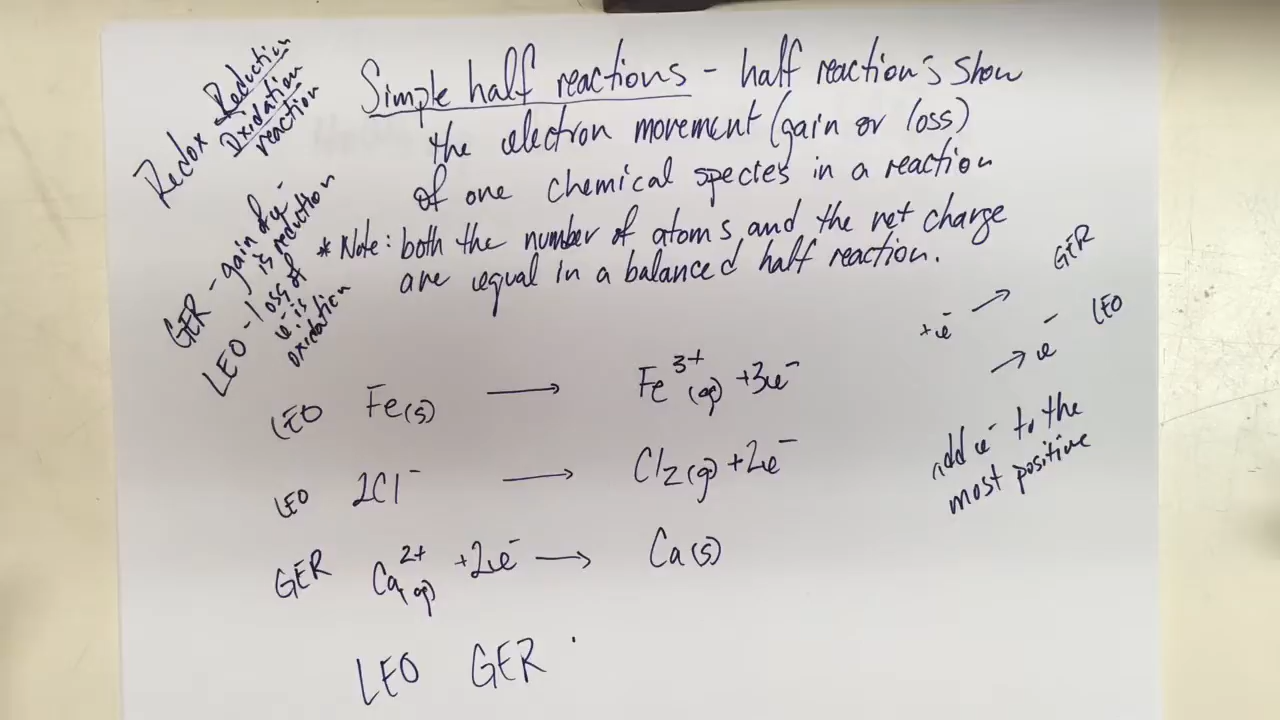 Redox Reduction
Oxidation
reaction
Simple half reactions - half reaction's show
the electron movement (gain or loss)
of one chemical species in a reaction
* Note: both the number of atoms and the net charge
are equal in a balanced half reaction.
GER - gain of e⁻
is reduction
LEO - loss of
e⁻ is
oxidation
+e⁻ → GER
→ e⁻ LEO
add e⁻ to the
most positive
LEO Fe(s) → Fe³⁺(aq) +3e⁻
LEO 2Cl⁻ → Cl₂(g) +2e⁻
GER Ca²⁺(aq) +2e⁻ → Ca(s)
LEO GER